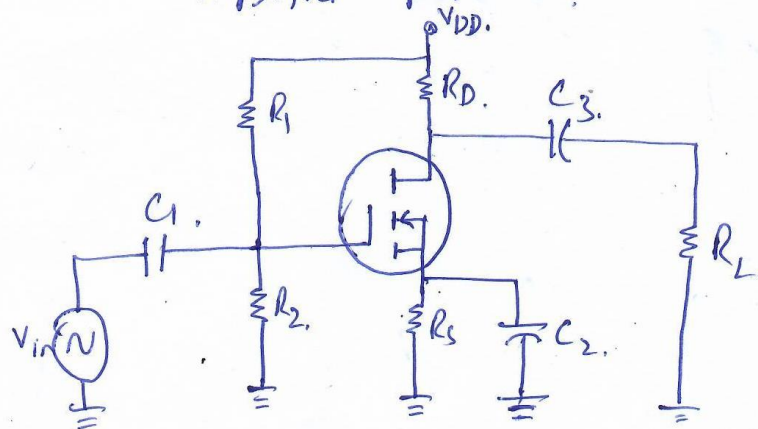 VDD.
RD.
C3.
R1
C1.
R2.
RS
C2.
RL
Vin